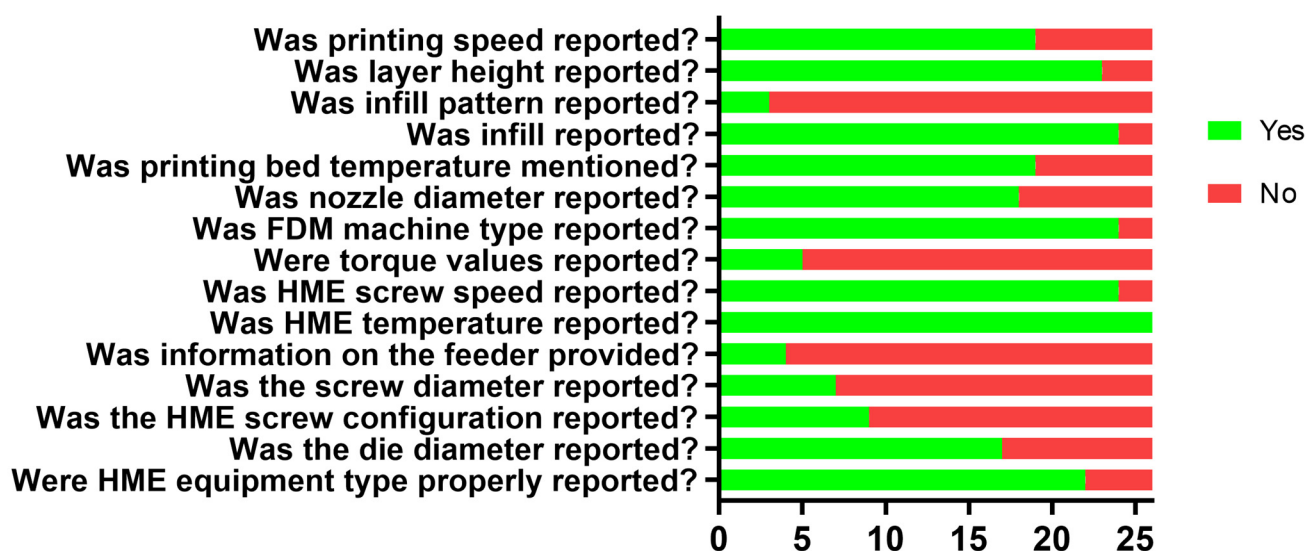 Was printing speed reported?
Was layer height reported?
Was infill pattern reported?
Was infill reported?
Was printing bed temperature mentioned?
Was nozzle diameter reported?
Was FDM machine type reported?
Were torque values reported?
Was HME screw speed reported?
Was HME temperature reported?
Was information on the feeder provided?
Was the screw diameter reported?
Was the HME screw configuration reported?
Was the die diameter reported?
Were HME equipment type properly reported?
0 5 10 15 20 25
Yes
No